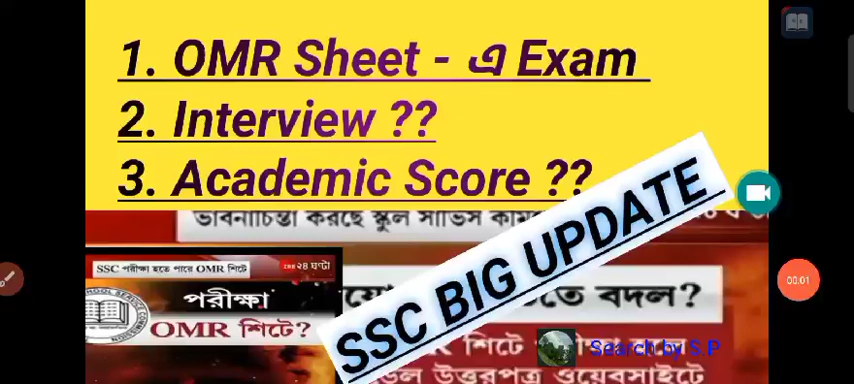 1. OMR Sheet - এ Exam
2. Interview ??
3. Academic Score ??
ভাবনাচিন্তা করছে স্কুল সার্ভিস
SSC BIG UPDATE
SSC পরীক্ষা হতে পারে OMR শিটে
২৪ ঘণ্টা
পরীক্ষা
OMR শিটে?
তে বদল?
শিটে
উত্তরপত্র ওয়েবসাইটে
Search by S.P
00:01